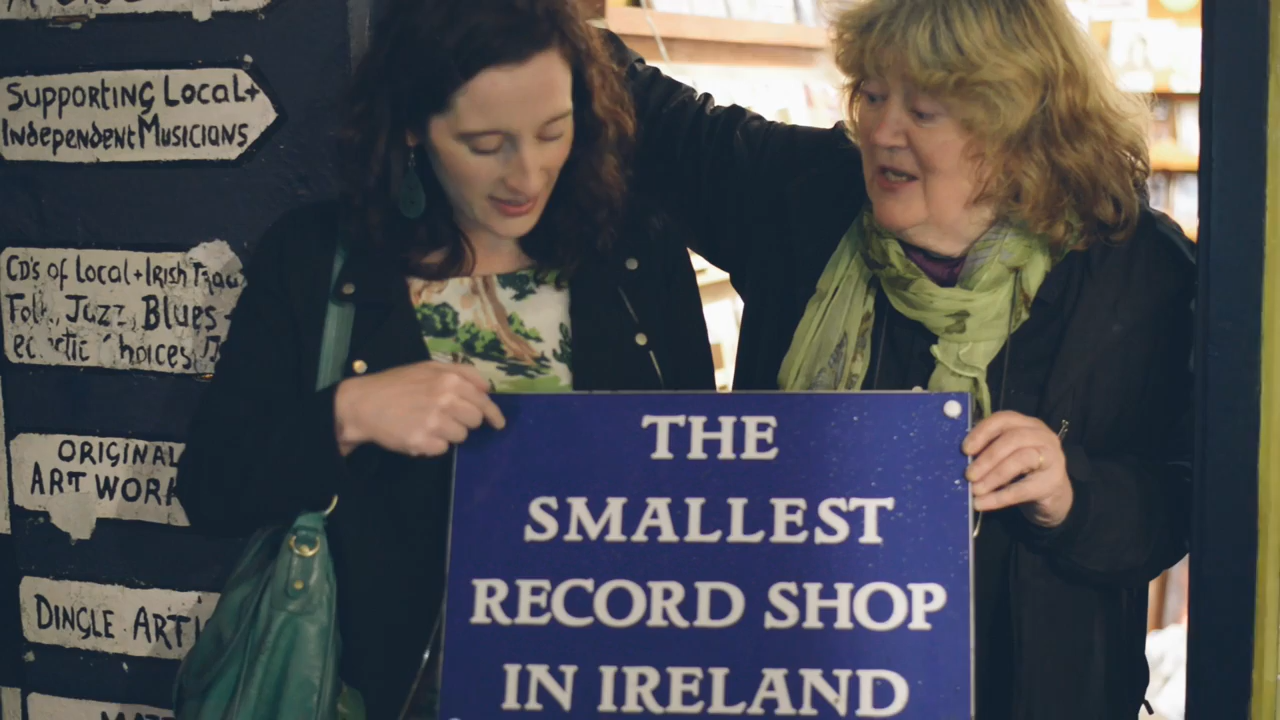 Supporting Local +
Independent Musicians
CD's of Local + Irish Trad
Folk, Jazz, Blues
Choices
ORIGINAL
ART WORK
DINGLE
THE
SMALLEST
RECORD SHOP
IN IRELAND